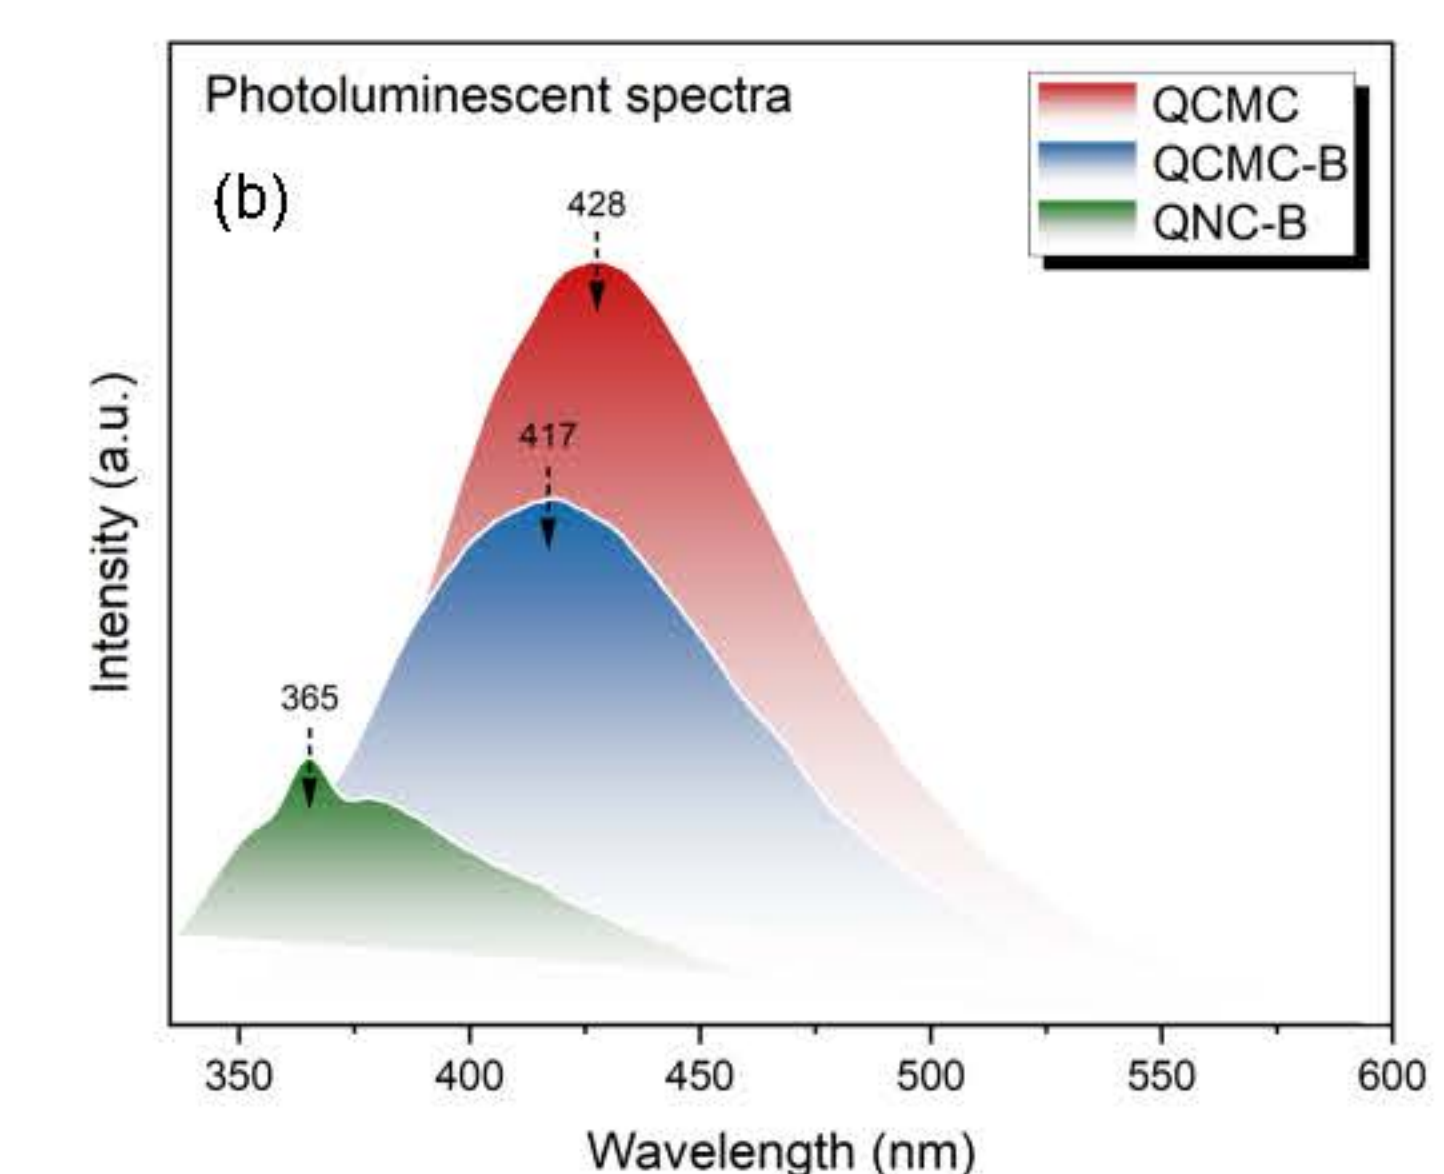 Photoluminescent spectra
(b)
QCMC
QCMC-B
QNC-B
428
417
365
Intensity (a.u.)
350 400 450 500 550 600
Wavelength (nm)